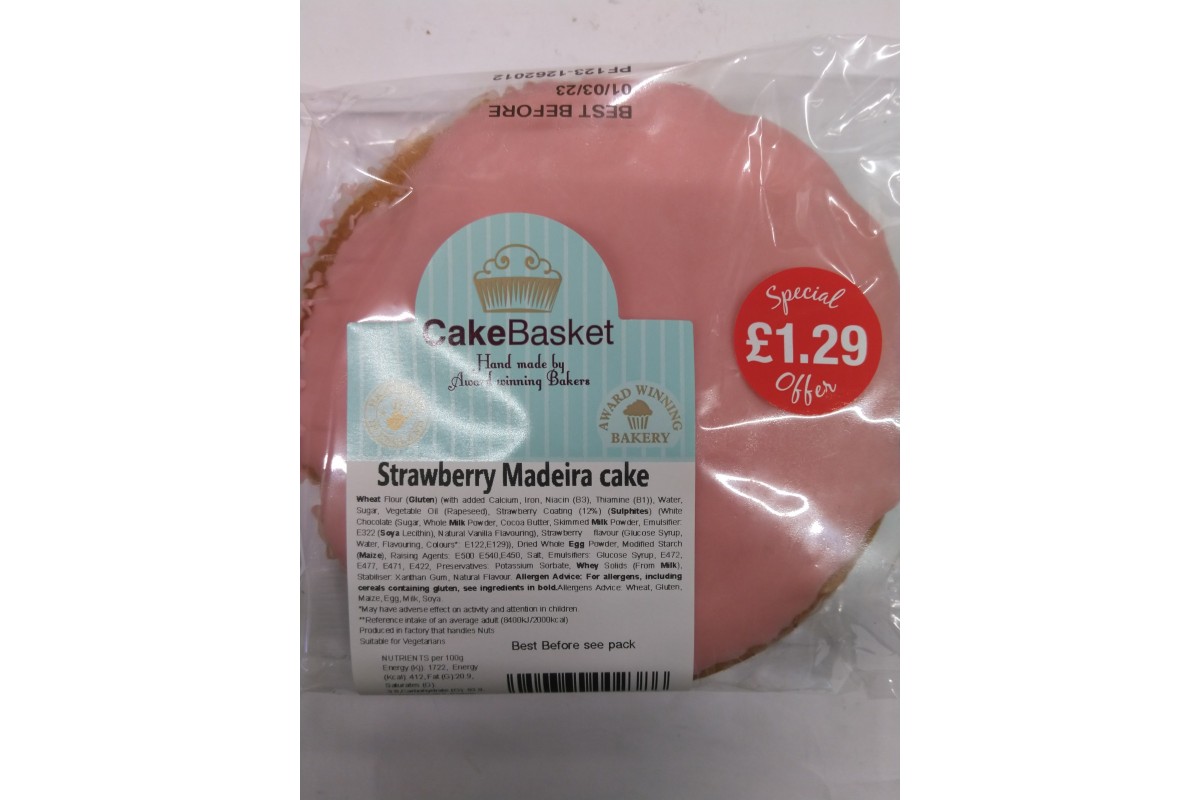 BEST BEFORE
01/03/23
PF123-1262012
CakeBasket
Hand made by
Award winning Bakers
AWARD WINNING
BAKERY
Special
£1.29
Offer
Strawberry Madeira cake
Wheat Flour (Gluten) (with added Calcium, Iron, Niacin (B3), Thiamine (B1)), Water,
Sugar, Vegetable Oil (Rapeseed), Strawberry Coating (12%) (Sulphites) (White
Chocolate (Sugar, Whole Milk Powder, Cocoa Butter, Skimmed Milk Powder, Emulsifier:
E322 (Soya Lecithin), Natural Vanilla Flavouring), Strawberry flavour (Glucose Syrup,
Water, Flavouring, Colours*: E122,E129)), Dried Whole Egg Powder, Modified Starch
(Maize), Raising Agents: E500 E540,E450, Salt, Emulsifiers: Glucose Syrup, E472,
E477, E471, E422, Preservatives: Potassium Sorbate, Whey Solids (From Milk),
Stabiliser: Xanthan Gum, Natural Flavour. Allergen Advice: For allergens, including
cereals containing gluten, see ingredients in bold.Allergens Advice: Wheat, Gluten,
Maize, Egg, Milk, Soya.
*May have adverse effect on activity and attention in children.
**Reference intake of an average adult (8400kJ/2000kcal)
Produced in factory that handles Nuts
Suitable for Vegetarians
Best Before see pack
NUTRIENTS per 100g
Energy (Kj). 1722, Energy
(kcal). 412, Fat (G) 20.9,
Saturates (G)